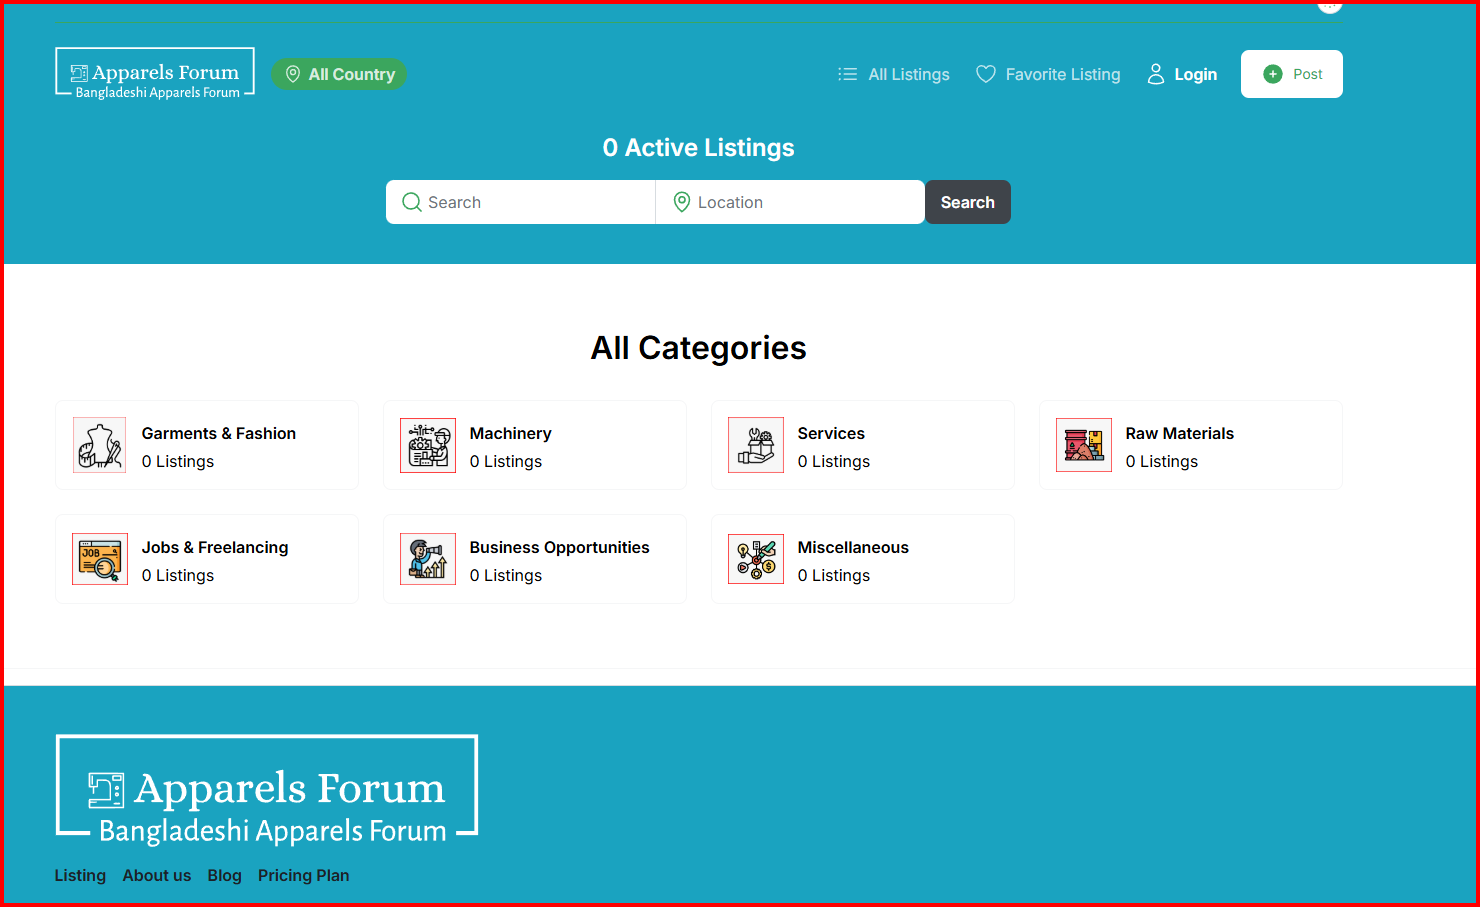 Apparels Forum
Bangladeshi Apparels Forum
All Country
All Listings
Favorite Listing
Login
Post
0 Active Listings
Search
Location
Search
All Categories
Garments & Fashion
0 Listings
Machinery
0 Listings
Services
0 Listings
Raw Materials
0 Listings
JOB
Jobs & Freelancing
0 Listings
Business Opportunities
0 Listings
Miscellaneous
0 Listings
Apparels Forum
Bangladeshi Apparels Forum
Listing About us Blog Pricing Plan